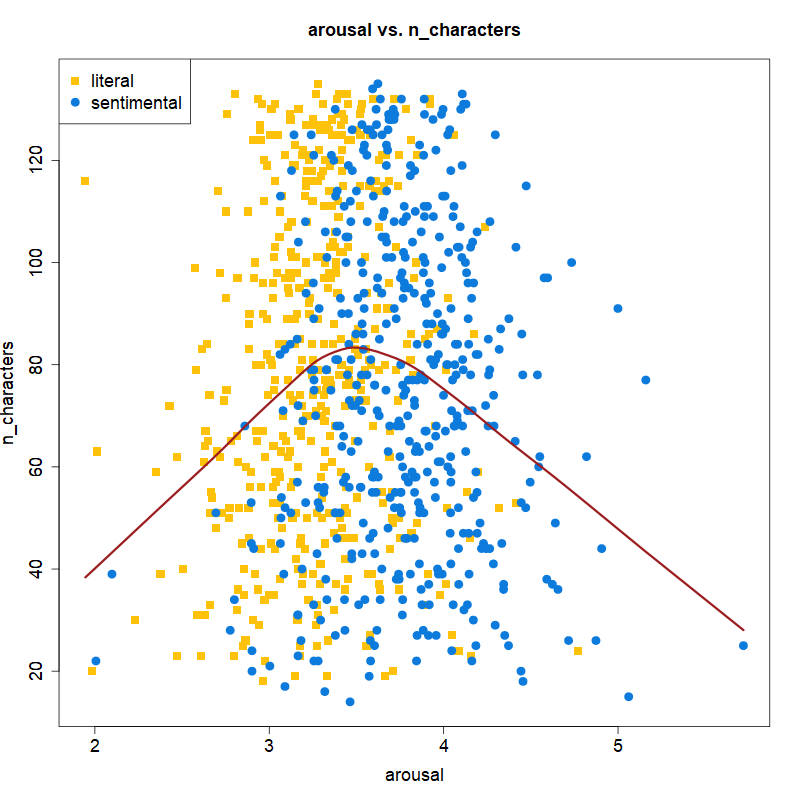 arousal vs. n_characters
literal
sentimental
n_characters
120
100
80
60
40
20
2 3 4 5
arousal